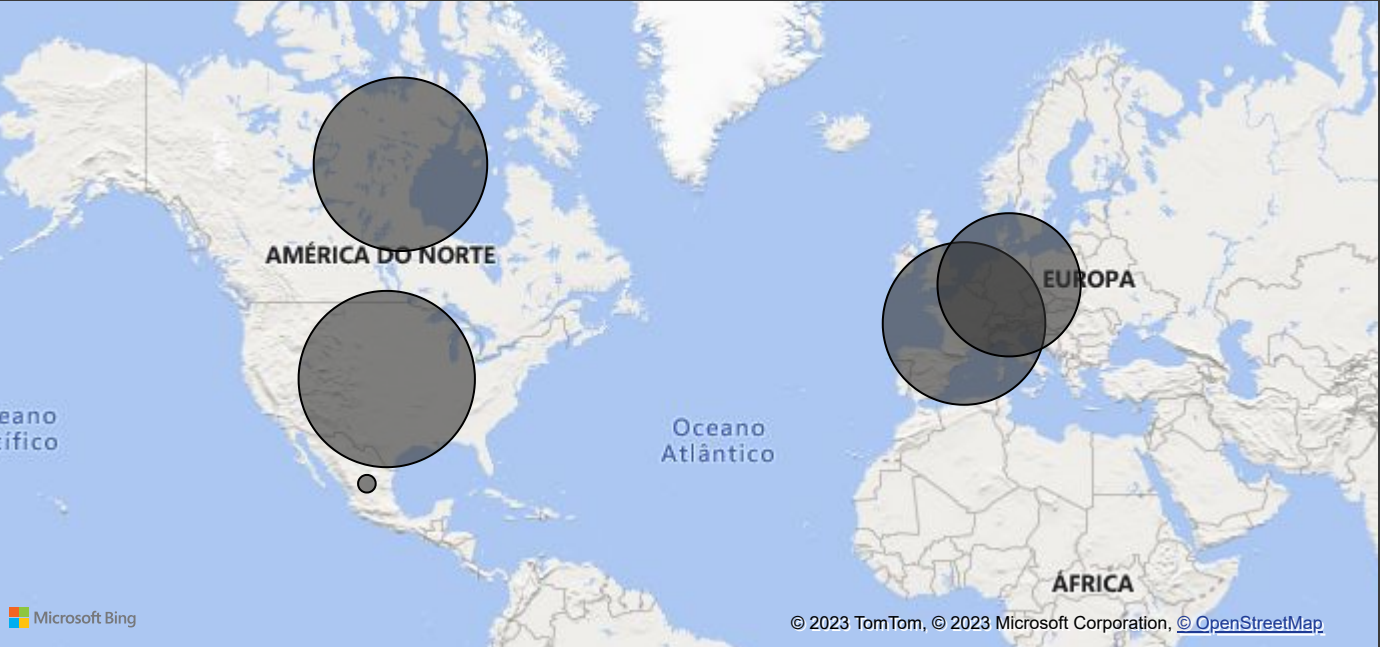 AMÉRICA DO NORTE
EUROPA
eano
ífico
Oceano
Atlântico
ÁFRICA
Microsoft Bing
© 2023 TomTom, © 2023 Microsoft Corporation, © OpenStreetMap